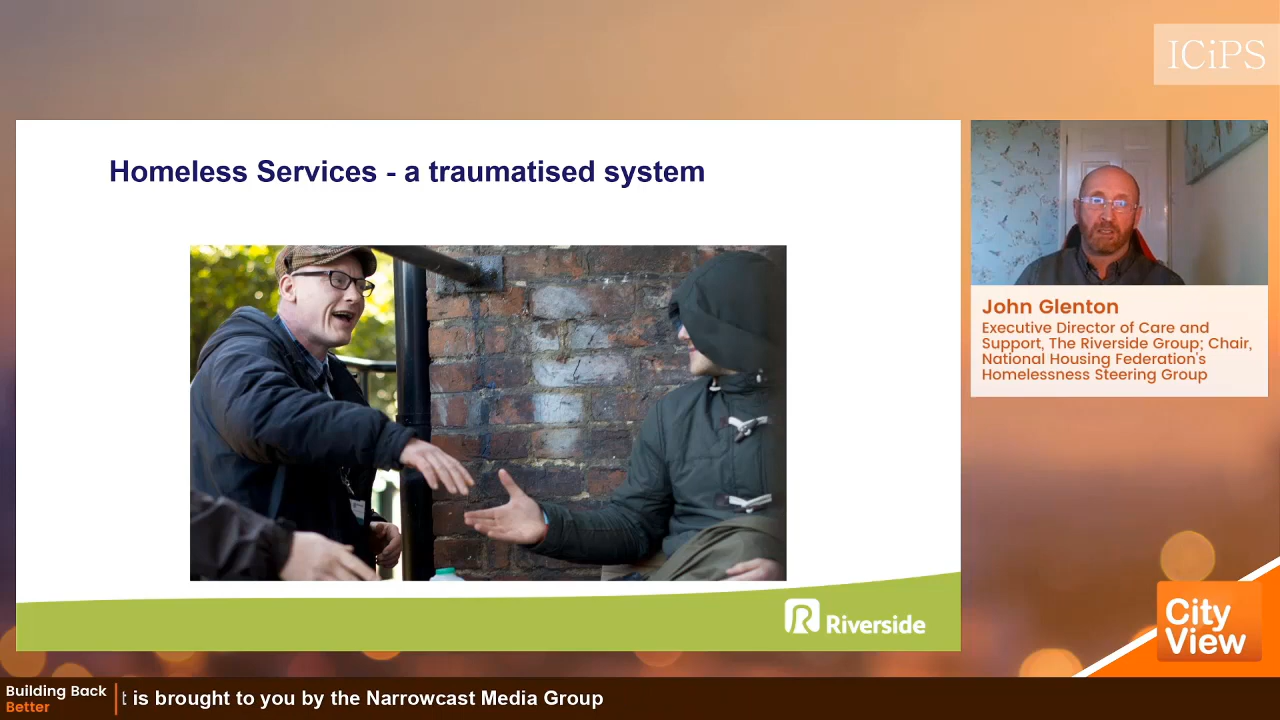 ICiPS
Homeless Services - a traumatised system
John Glenton
Executive Director of Care and
Support, The Riverside Group; Chair,
National Housing Federation's
Homelessness Steering Group
Riverside
City
View
Building Back
Better
t is brought to you by the Narrowcast Media Group